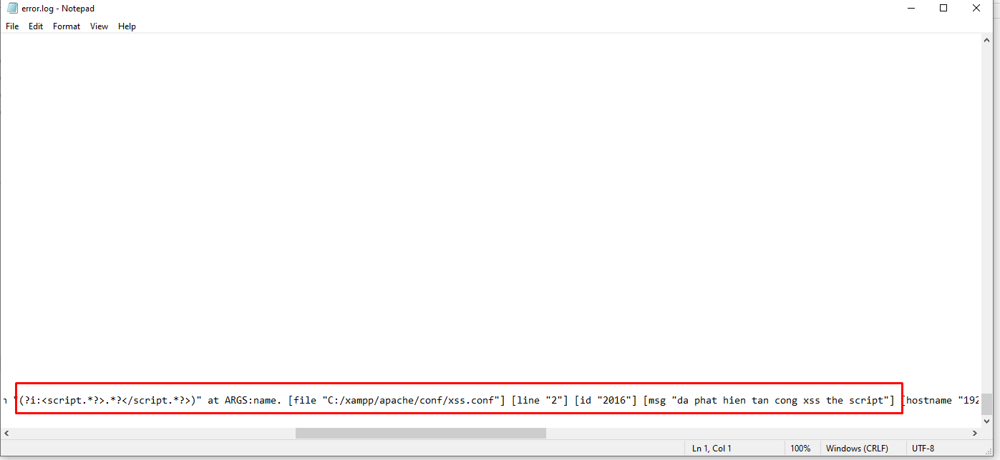 error.log - Notepad
File Edit Format View Help
n "(?i:<script.*?>.*?</script.*?>)" at ARGS:name. [file "C:/xampp/apache/conf/xss.conf"] [line "2"] [id "2016"] [msg "da phat hien tan cong xss the script"] [hostname "192
Ln 1, Col 1 100% Windows (CRLF) UTF-8